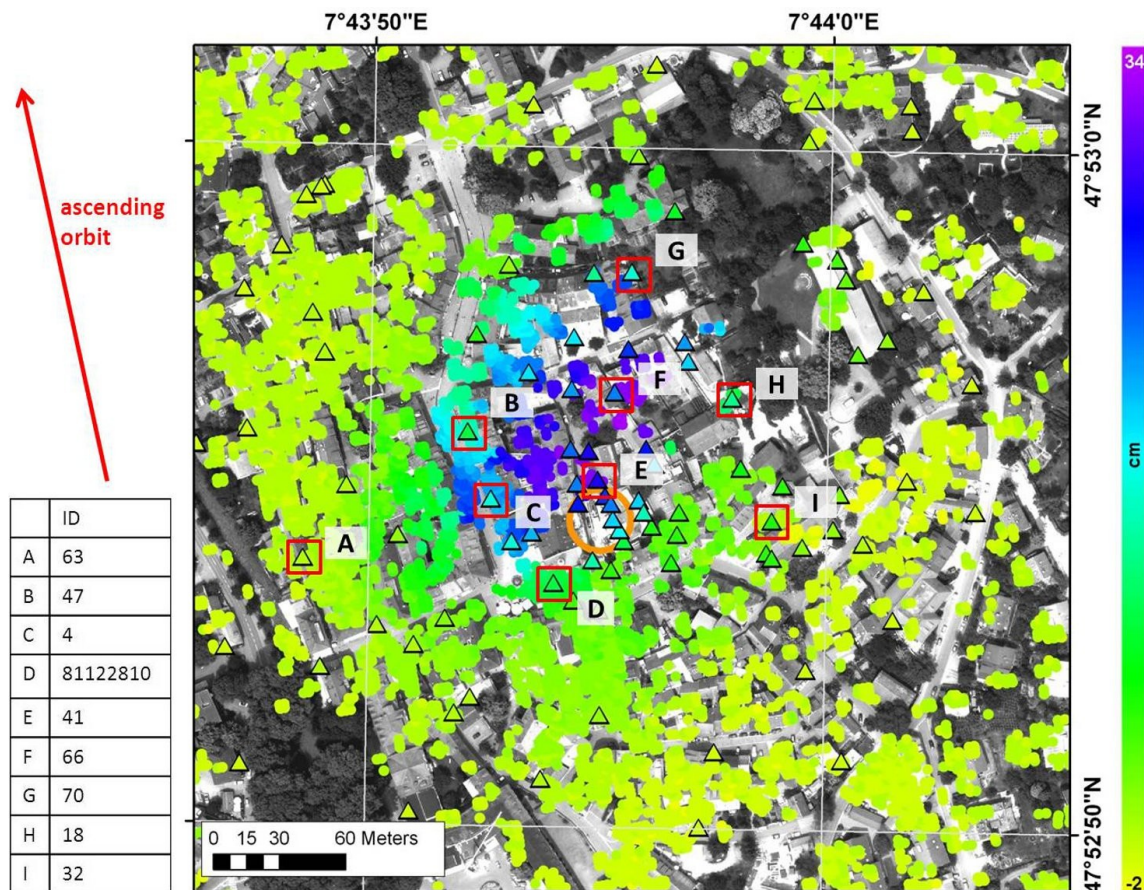 7°43'50"E
7°44'0"E
34
ascending
orbit
47°53'0"N
G
F
H
B
cm
E
C
I
A
D
ID
A 63
B 47
C 4
D 81122810
E 41
F 66
G 70
H 18
I 32
0 15 30 60 Meters
47°52'50"N
-2